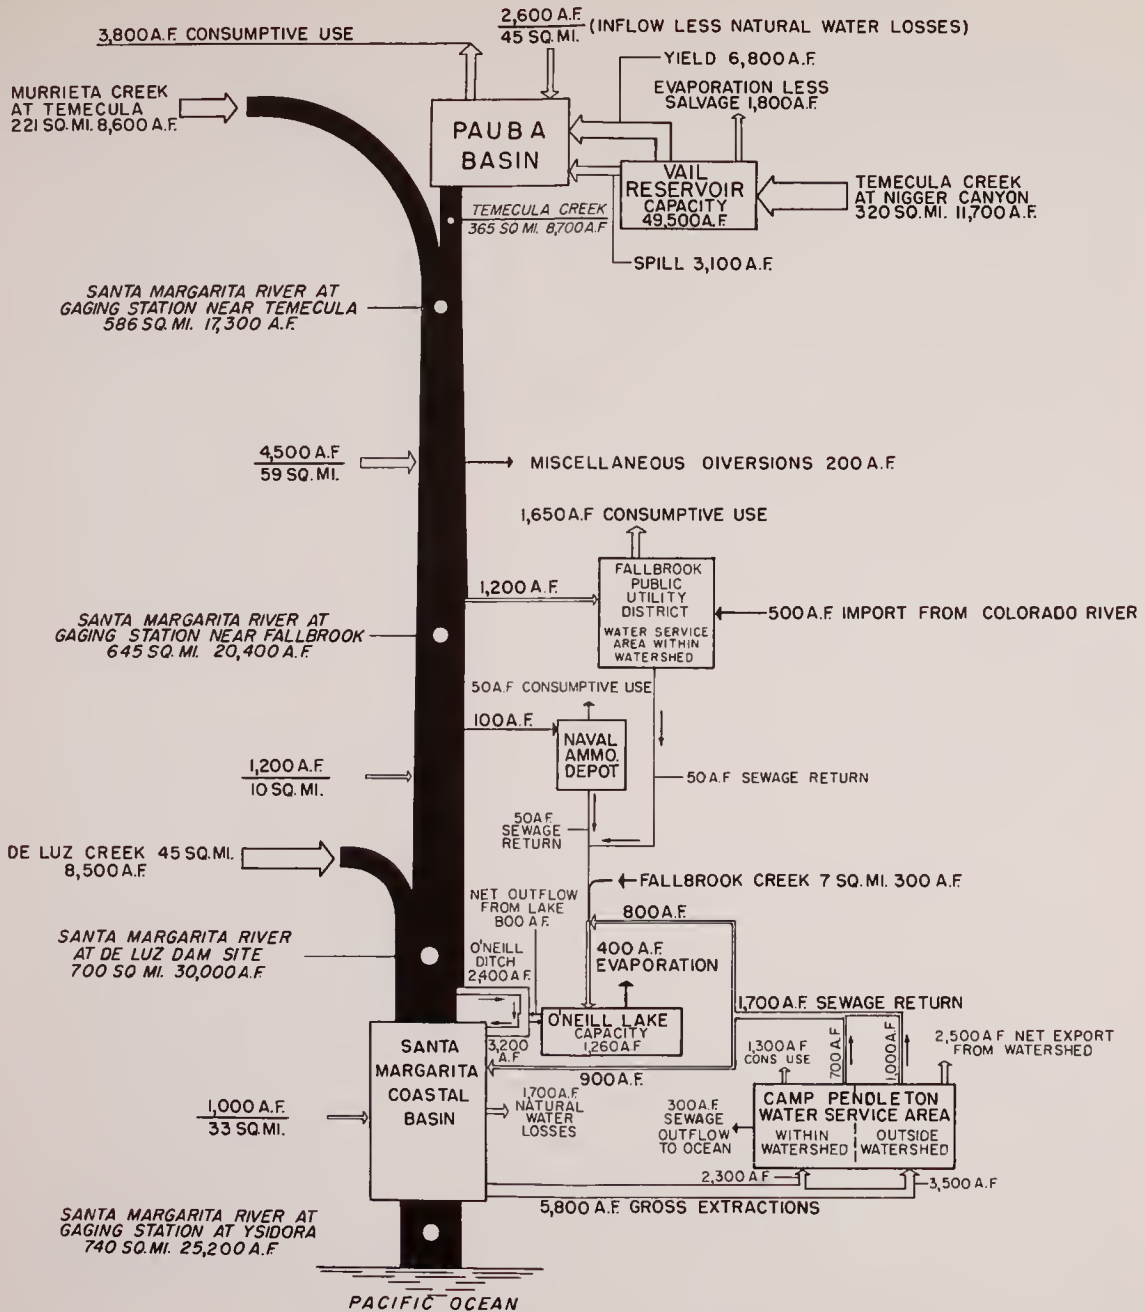 3,800 A.F. CONSUMPTIVE USE
2,600 A.F.
45 SQ. MI.
(INFLOW LESS NATURAL WATER LOSSES)
YIELD 6,800 A.F.
EVAPORATION LESS
SALVAGE 1,800 A.F.
MURRIETA CREEK
AT TEMECULA
221 SQ. MI. 8,600 A.F.
PAUBA
BASIN
VAIL
RESERVOIR
CAPACITY
49,500 A.F.
TEMECULA CREEK
AT NIGGER CANYON
320 SQ. MI. 11,700 A.F.
TEMECULA CREEK
365 SQ MI. 8,700 A.F
SPILL 3,100 A.F.
SANTA MARGARITA RIVER AT
GAGING STATION NEAR TEMECULA
586 SQ. MI. 17,300 A.F.
4,500 A.F
59 SQ. MI.
MISCELLANEOUS DIVERSIONS 200 A.F.
1,650 A.F CONSUMPTIVE USE
FALLBROOK
PUBLIC
UTILITY
DISTRICT
WATER SERVICE
AREA WITHIN
WATERSHED
1,200 A.F.
500 A.F. IMPORT FROM COLORADO RIVER
SANTA MARGARITA RIVER AT
GAGING STATION NEAR FALLBROOK
645 SQ. MI. 20,400 A.F.
50 A.F CONSUMPTIVE USE
100 A.F.
NAVAL
AMMO.
DEPOT
1,200 A.F.
10 SQ. MI.
50 A.F SEWAGE RETURN
50 A.F.
SEWAGE
RETURN
DE LUZ CREEK 45 SQ. MI.
8,500 A.F.
FALLBROOK CREEK 7 SQ. MI. 300 A.F.
NET OUTFLOW
FROM LAKE
800 A.F.
800 A.F.
O'NEILL
DITCH
2,400 A.F.
400 A.F.
EVAPORATION
SANTA MARGARITA RIVER
AT DE LUZ DAM SITE
700 SQ MI. 30,000 A.F.
1,700 A.F. SEWAGE RETURN
O'NEILL LAKE
CAPACITY
1,260 A.F
3,200
A.F
SANTA
MARGARITA
COASTAL
BASIN
1,300 A.F
CONS USE
700 A.F
1,000 A.F.
2,500 A F NET EXPORT
FROM WATERSHED
900 A.F.
1,700 A.F.
NATURAL
WATER
LOSSES
1,000 A.F.
33 SQ. MI.
CAMP PENDLETON
WATER SERVICE AREA
WITHIN
WATERSHED
OUTSIDE
WATERSHED
300 A.F.
SEWAGE
OUTFLOW
TO OCEAN
2,300 A F
3,500 A.F
5,800 A.F. GROSS EXTRACTIONS
SANTA MARGARITA RIVER AT
GAGING STATION AT YSIDORA
740 SQ. MI. 25,200 A.F.
PACIFIC OCEAN